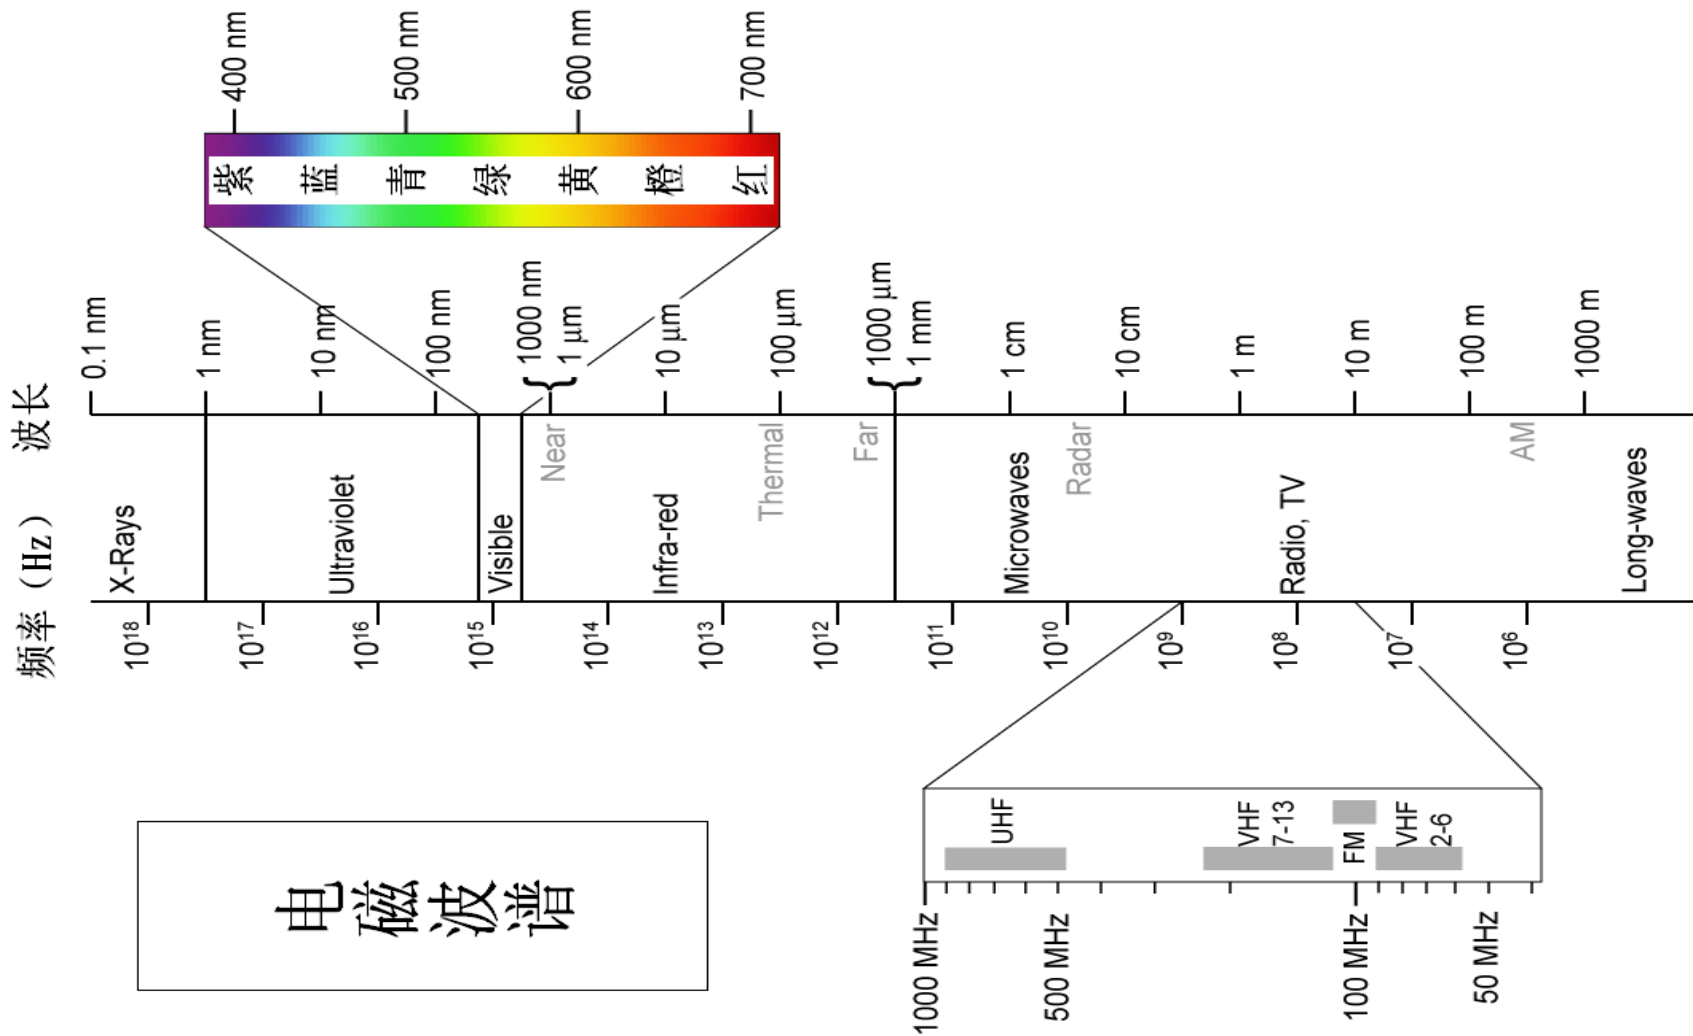 400 nm
500 nm
600 nm
700 nm
紫
蓝
青
绿
黄
橙
红
波长
0.1 nm
1 nm
10 nm
100 nm
1000 nm
1 μm
10 μm
100 μm
1000 μm
1 mm
1 cm
10 cm
1 m
10 m
100 m
1000 m
Near
Thermal
Far
Radar
AM
X-Rays
Ultraviolet
Visible
Infra-red
Microwaves
Radio, TV
Long-waves
频率（Hz）
10¹⁸
10¹⁷
10¹⁶
10¹⁵
10¹⁴
10¹³
10¹²
10¹¹
10¹⁰
10⁹
10⁸
10⁷
10⁶
电磁波谱
UHF
VHF
7-13
FM
VHF
2-6
1000 MHz
500 MHz
100 MHz
50 MHz